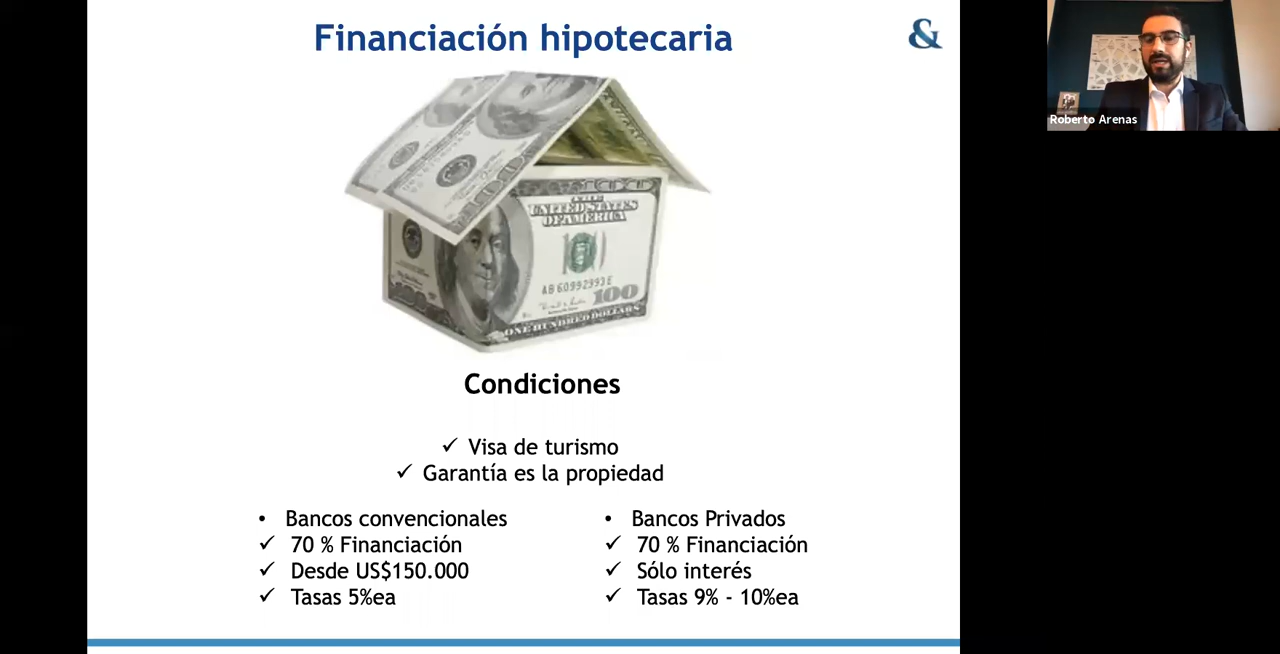 Financiación hipotecaria
&
Roberto Arenas
100
UNITED STATES
OF AMERICA
AB 60992993 E
100
ONE HUNDRED DOLLARS
Condiciones
✓ Visa de turismo
✓ Garantía es la propiedad
• Bancos convencionales
✓ 70 % Financiación
✓ Desde US$150.000
✓ Tasas 5%ea
• Bancos Privados
✓ 70 % Financiación
✓ Sólo interés
✓ Tasas 9% - 10%ea